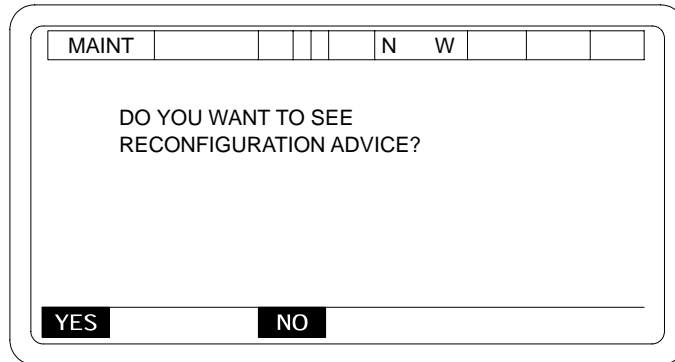 MAINT N W
DO YOU WANT TO SEE
RECONFIGURATION ADVICE?
YES NO